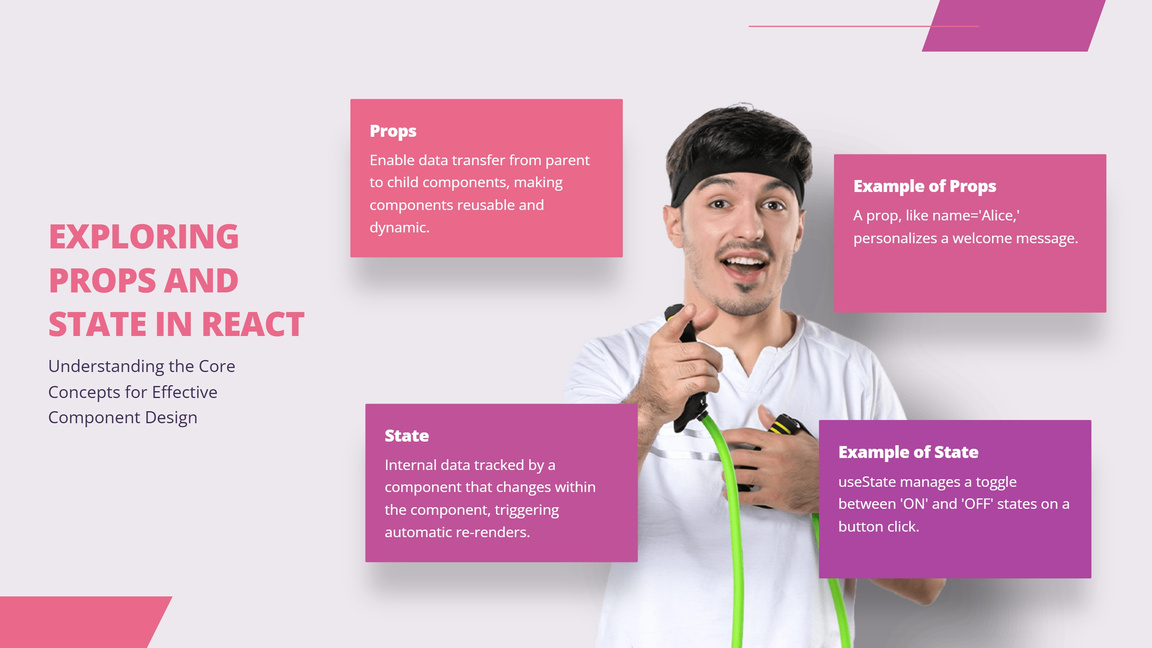 EXPLORING
PROPS AND
STATE IN REACT
Understanding the Core
Concepts for Effective
Component Design
Props
Enable data transfer from parent
to child components, making
components reusable and
dynamic.
Example of Props
A prop, like name='Alice,'
personalizes a welcome message.
State
Internal data tracked by a
component that changes within
the component, triggering
automatic re-renders.
Example of State
useState manages a toggle
between 'ON' and 'OFF' states on a
button click.